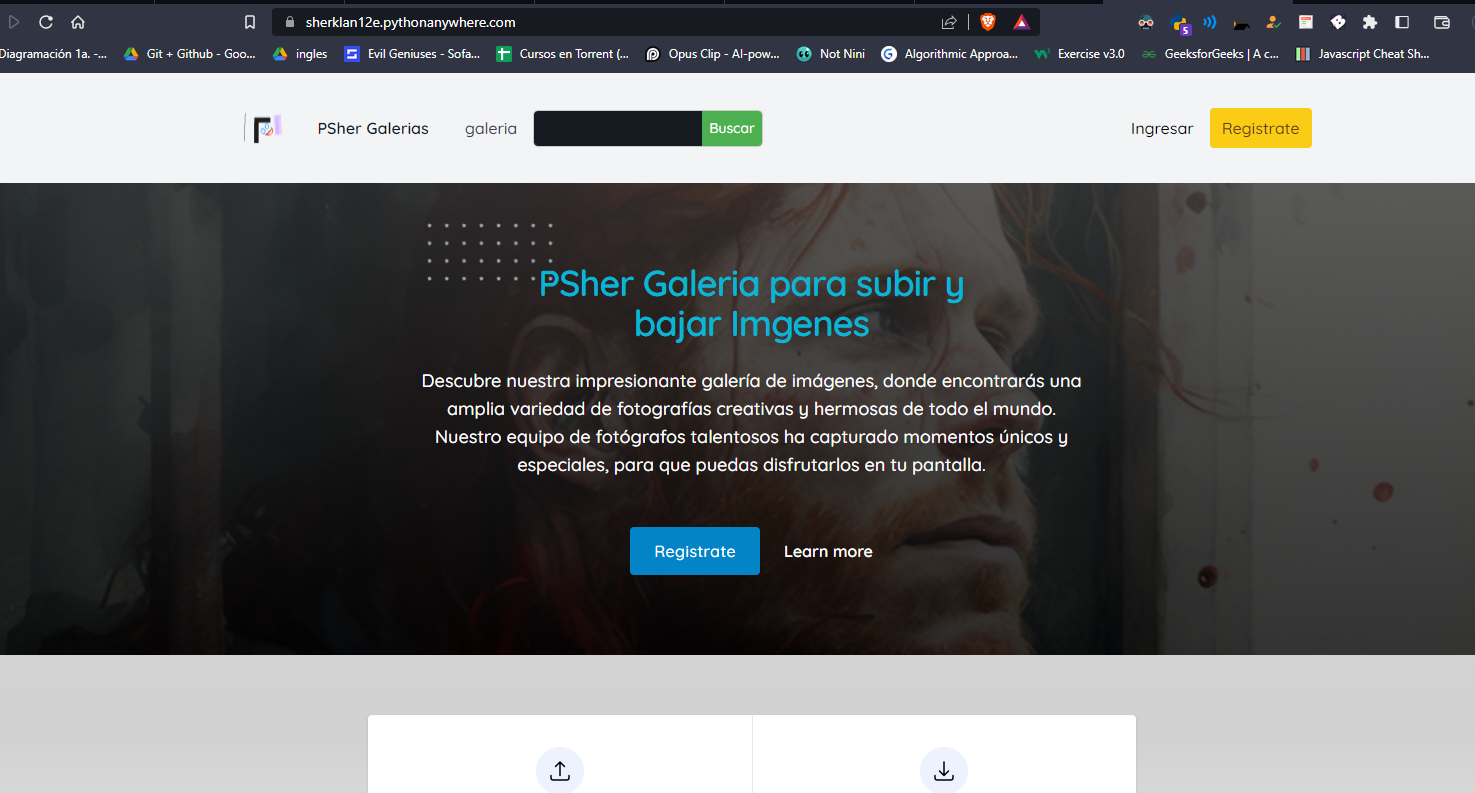 sherklan12e.pythonanywhere.com
5
Diagramación 1a. -...
Git + Github - Goo...
ingles
Evil Geniuses - Sofa...
Cursos en Torrent (...
Opus Clip - AI-pow...
Not Nini
Algorithmic Approa...
Exercise v3.0
GeeksforGeeks | A c...
Javascript Cheat Sh...
PSher Galerias
galeria
Buscar
Ingresar
Registrate
PSher Galeria para subir y
bajar Imgenes
Descubre nuestra impresionante galería de imágenes, donde encontrarás una
amplia variedad de fotografías creativas y hermosas de todo el mundo.
Nuestro equipo de fotógrafos talentosos ha capturado momentos únicos y
especiales, para que puedas disfrutarlos en tu pantalla.
Registrate
Learn more